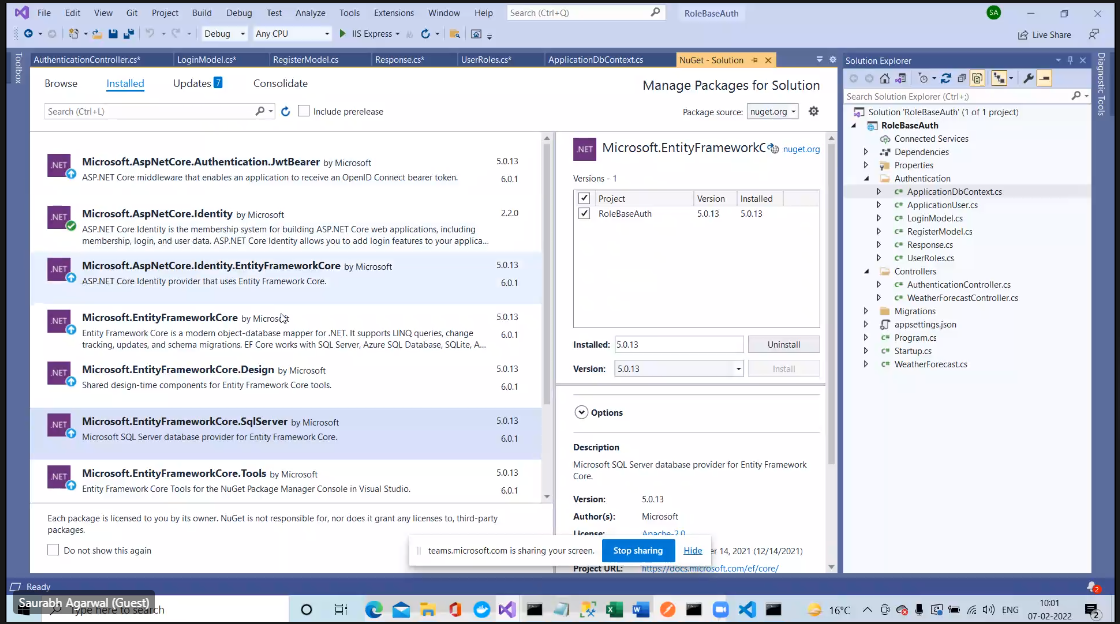 File Edit View Git Project Build Debug Test Analyze Tools Extensions Window Help Search (Ctrl+Q) RoleBaseAuth SA
Debug Any CPU IIS Express Live Share
AuthenticationController.cs* LoginModel.cs* RegisterModel.cs Response.cs* UserRoles.cs* ApplicationDbContext.cs NuGet - Solution
Toolbox
Browse Installed Updates 7 Consolidate
Manage Packages for Solution
Search (Ctrl+L) Include prerelease
Package source: nuget.org
.NET
Microsoft.AspNetCore.Authentication.JwtBearer by Microsoft 5.0.13
ASP.NET Core middleware that enables an application to receive an OpenID Connect bearer token. 6.0.1
.NET
Microsoft.AspNetCore.Identity by Microsoft 2.2.0
ASP.NET Core Identity is the membership system for building ASP.NET Core web applications, including
membership, login, and user data. ASP.NET Core Identity allows you to add login features to your applica...
.NET
Microsoft.AspNetCore.Identity.EntityFrameworkCore by Microsoft 5.0.13
ASP.NET Core Identity provider that uses Entity Framework Core. 6.0.1
.NET
Microsoft.EntityFrameworkCore by Microsoft 5.0.13
Entity Framework Core is a modern object-database mapper for .NET. It supports LINQ queries, change
tracking, updates, and schema migrations. EF Core works with SQL Server, Azure SQL Database, SQLite, A... 6.0.1
.NET
Microsoft.EntityFrameworkCore.Design by Microsoft 5.0.13
Shared design-time components for Entity Framework Core tools. 6.0.1
.NET
Microsoft.EntityFrameworkCore.SqlServer by Microsoft 5.0.13
Microsoft SQL Server database provider for Entity Framework Core. 6.0.1
.NET
Microsoft.EntityFrameworkCore.Tools by Microsoft 5.0.13
Entity Framework Core Tools for the NuGet Package Manager Console in Visual Studio. 6.0.1
Each package is licensed to you by its owner. NuGet is not responsible for, nor does it grant any licenses to, third-party
packages.
Do not show this again
.NET Microsoft.EntityFrameworkC nuget.org
Versions - 1
Project Version Installed
RoleBaseAuth 5.0.13 5.0.13
Installed: 5.0.13 Uninstall
Version: 5.0.13 Install
Options
Description
Microsoft SQL Server database provider for Entity Framework
Core.
Version: 5.0.13
Author(s): Microsoft
License: Apache-2.0
er 14, 2021 (12/14/2021)
Project URL: https://docs.microsoft.com/ef/core/
teams.microsoft.com is sharing your screen. Stop sharing Hide
Solution Explorer
Search Solution Explorer (Ctrl+;)
Solution 'RoleBaseAuth' (1 of 1 project)
RoleBaseAuth
Connected Services
Dependencies
Properties
Authentication
ApplicationDbContext.cs
ApplicationUser.cs
LoginModel.cs
RegisterModel.cs
Response.cs
UserRoles.cs
Controllers
AuthenticationController.cs
WeatherForecastController.cs
Migrations
appsettings.json
Program.cs
Startup.cs
WeatherForecast.cs
Diagnostic Tools
Ready
Saurabh Agarwal (Guest)
Type here to search
16°C ENG 10:01
07-02-2022 2